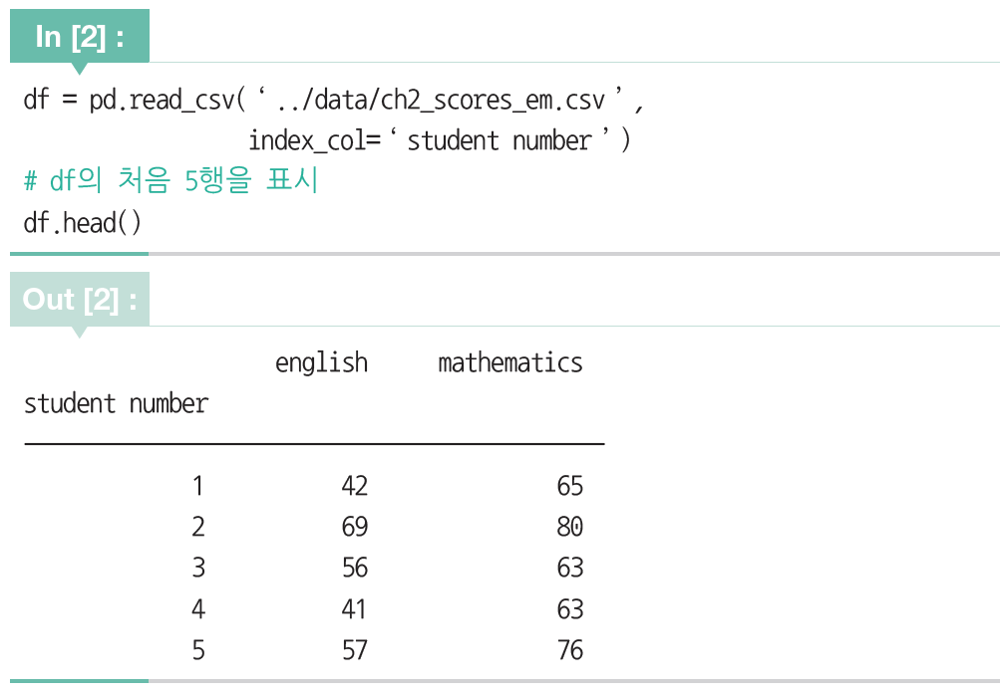 In [2] :
df = pd.read_csv(‘../data/ch2_scores_em.csv’,
index_col=‘student number’)
# df의 처음 5행을 표시
df.head()
Out [2] :
english mathematics
student number
1 42 65
2 69 80
3 56 63
4 41 63
5 57 76